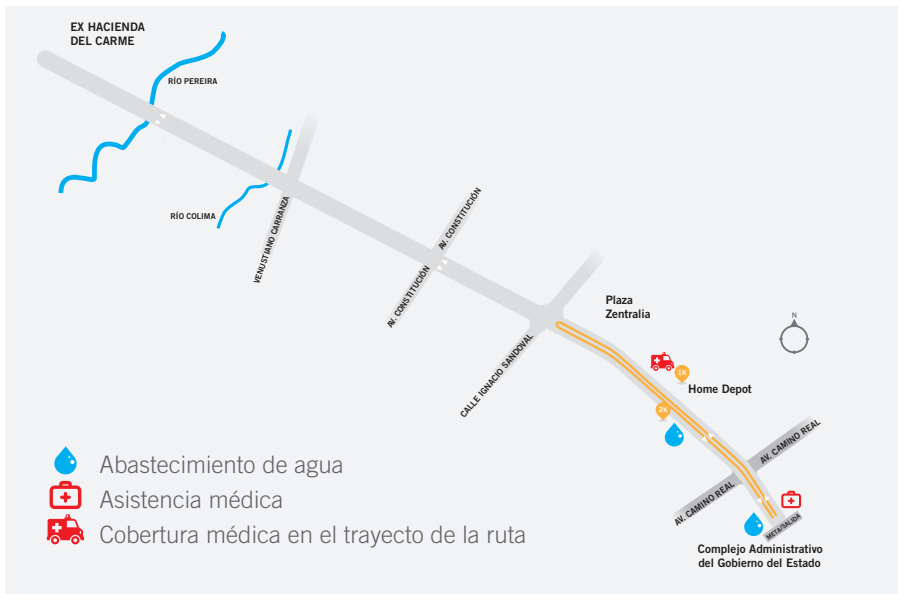 EX HACIENDA
DEL CARME
RÍO PEREIRA
RÍO COLIMA
VENUSTIANO CARRANZA
AV. CONSTITUCIÓN
AV. CONSTITUCIÓN
Plaza
Zentralia
N
CALLE IGNACIO SANDOVAL
1K
Home Depot
2K
AV. CAMINO REAL
AV. CAMINO REAL
META/SALIDA
Complejo Administrativo
del Gobierno del Estado
Abastecimiento de agua
Asistencia médica
Cobertura médica en el trayecto de la ruta